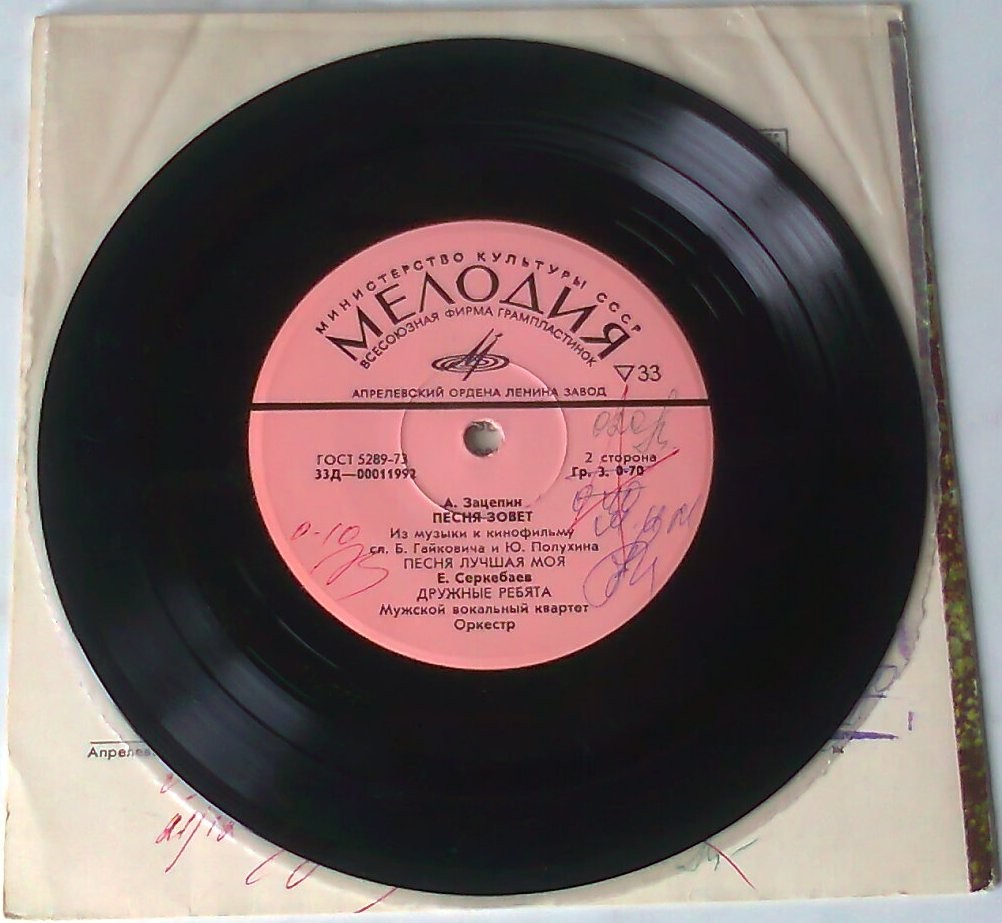 МИНИСТЕРСТВО КУЛЬТУРЫ СССР
МЕЛОДИЯ
ВСЕСОЮЗНАЯ ФИРМА ГРАМПЛАСТИНОК
33
АПРЕЛЕВСКИЙ ОРДЕНА ЛЕНИНА ЗАВОД
ГОСТ 5289-73
2 сторона
33Д—00011992
Гр. 3. 0-70
А. Зацепин
ПЕСНЯ ЗОВЕТ
Из музыки к кинофильму
сл. Б. Гайковича и Ю. Полухина
ПЕСНЯ ЛУЧШАЯ МОЯ
Е. Серкебаев
ДРУЖНЫЕ РЕБЯТА
Мужской вокальный квартет
Оркестр
0-10